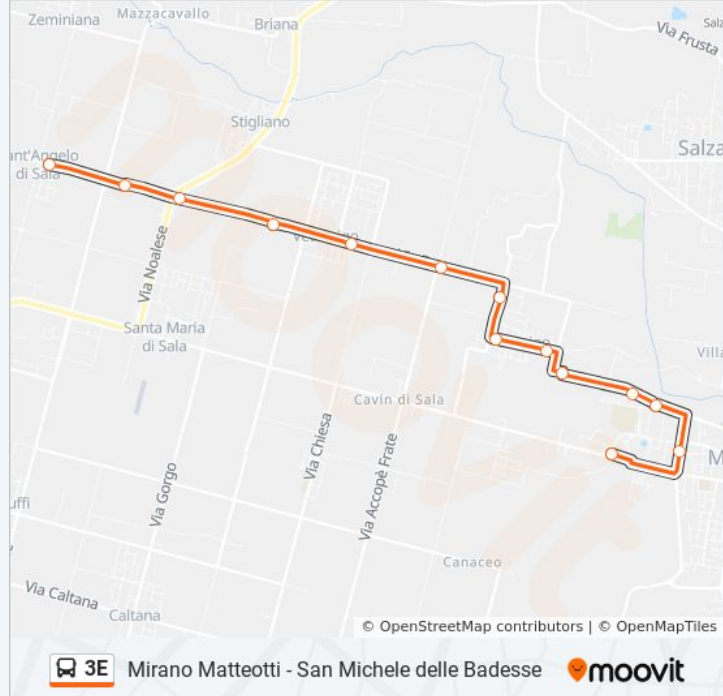 Zeminiana
Mazzacavallo
Briana
Via Frusta
Salz
Stigliano
Salza
ant'Angelo
di Sala
Via Noalese
Santa Maria
di Sala
Villa
Cavin di Sala
Via Chiesa
Via Accopè Frate
M
Via Gorgo
uffi
Canaceo
Via Caltana
Caltana
© OpenStreetMap contributors | © OpenMapTiles
3E Mirano Matteotti - San Michele delle Badesse moovit